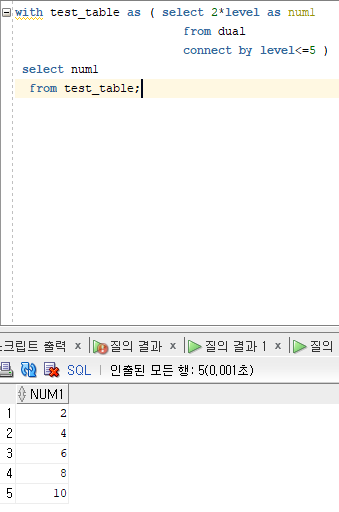 with test_table as ( select 2*level as num1
from dual
connect by level<=5 )
select num1
from test_table;
스크립트 출력 x 질의 결과 x 질의 결과 1 x 질의
SQL | 인출된 모든 행: 5(0,001초)
NUM1
1 2
2 4
3 6
4 8
5 10